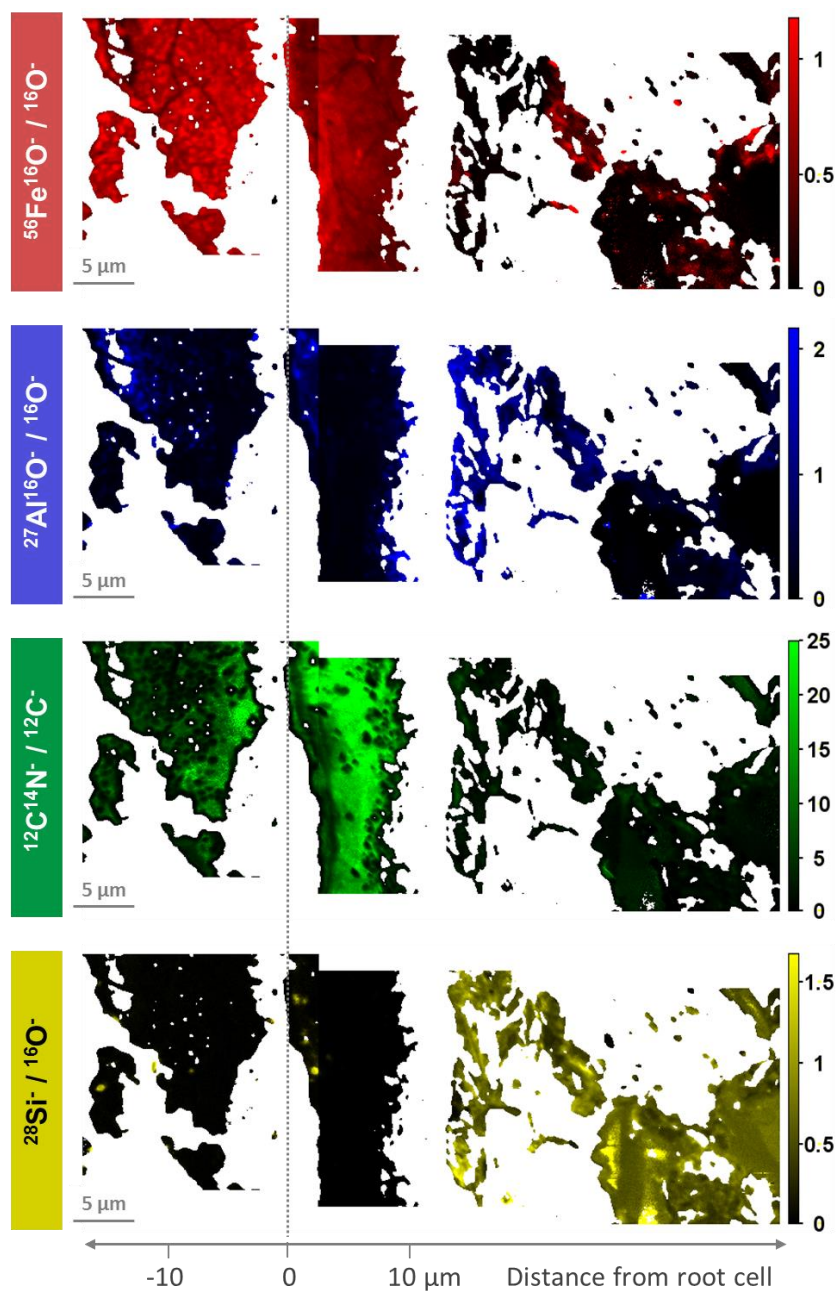 ⁵⁶Fe¹⁶O⁻ / ¹⁶O⁻
1
0.5
0
5 µm
²⁷Al¹⁶O⁻ / ¹⁶O⁻
2
1
0
5 µm
¹²C¹⁴N⁻ / ¹²C⁻
25
20
15
10
5
0
5 µm
²⁸Si⁻ / ¹⁶O⁻
1.5
1
0.5
0
5 µm
-10 0 10 µm Distance from root cell